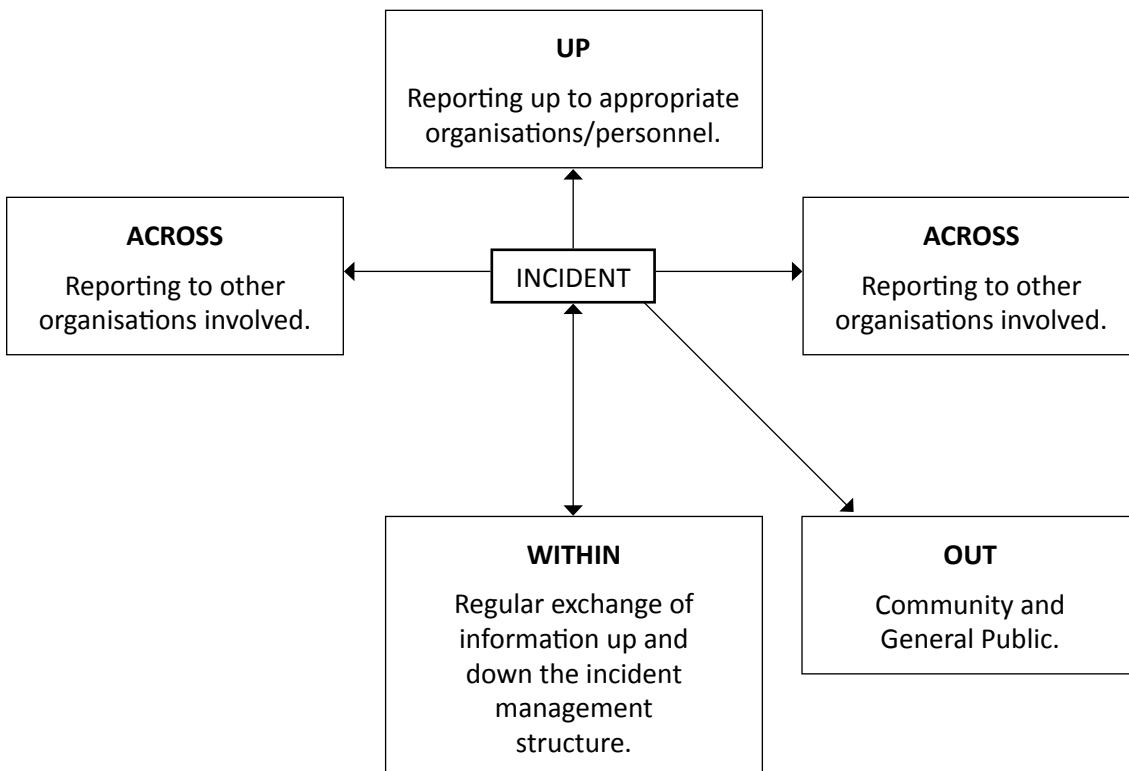 UP
Reporting up to appropriate
organisations/personnel.
ACROSS
Reporting to other
organisations involved.
INCIDENT
ACROSS
Reporting to other
organisations involved.
WITHIN
Regular exchange of
information up and
down the incident
management
structure.
OUT
Community and
General Public.